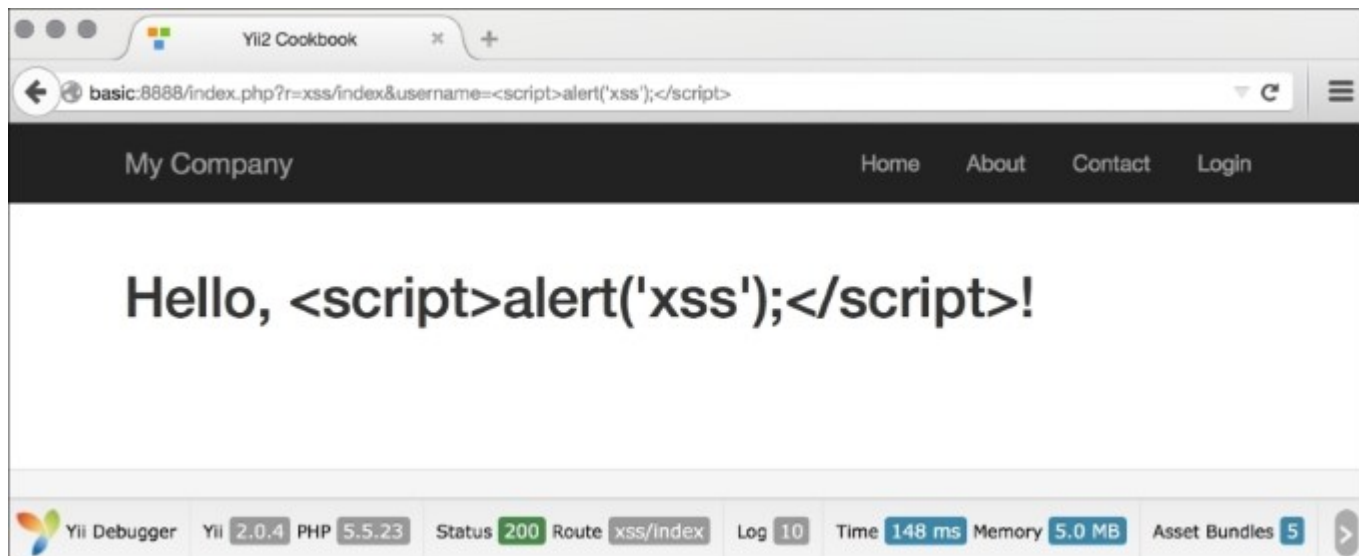 Yii2 Cookbook
basic:8888/index.php?r=xss/index&username=<script>alert('xss');</script>
My Company Home About Contact Login
Hello, <script>alert('xss');</script>!
Yii Debugger Yii 2.0.4 PHP 5.5.23 Status 200 Route xss/index Log 10 Time 148 ms Memory 5.0 MB Asset Bundles 5